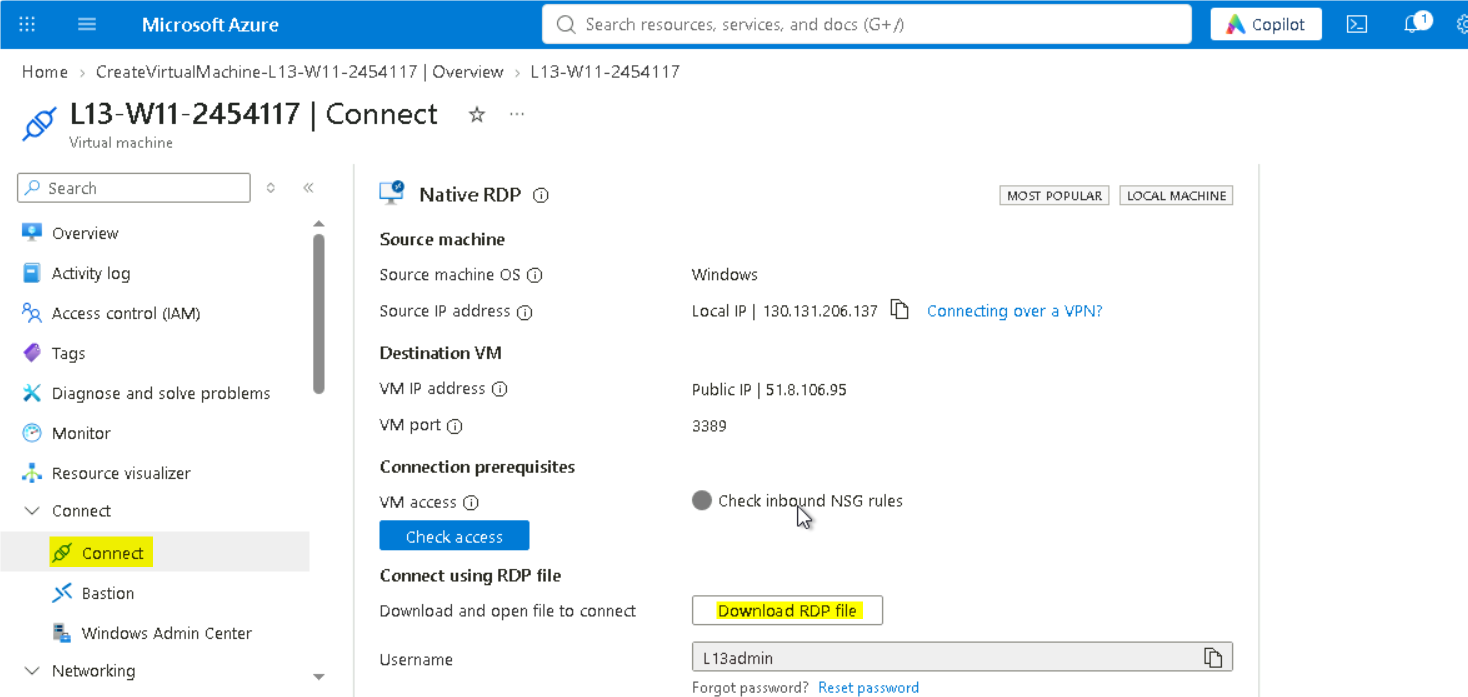 Microsoft Azure
Search resources, services, and docs (G+/)
Copilot
1
Home > CreateVirtualMachine-L13-W11-2454117 | Overview > L13-W11-2454117
L13-W11-2454117 | Connect ☆ ...
Virtual machine
Search
Overview
Activity log
Access control (IAM)
Tags
Diagnose and solve problems
Monitor
Resource visualizer
Connect
Connect
Bastion
Windows Admin Center
Networking
Native RDP
MOST POPULAR LOCAL MACHINE
Source machine
Source machine OS Windows
Source IP address Local IP | 130.131.206.137 Connecting over a VPN?
Destination VM
VM IP address Public IP | 51.8.106.95
VM port 3389
Connection prerequisites
VM access Check inbound NSG rules
Check access
Connect using RDP file
Download and open file to connect Download RDP file
Username L13admin
Forgot password? Reset password